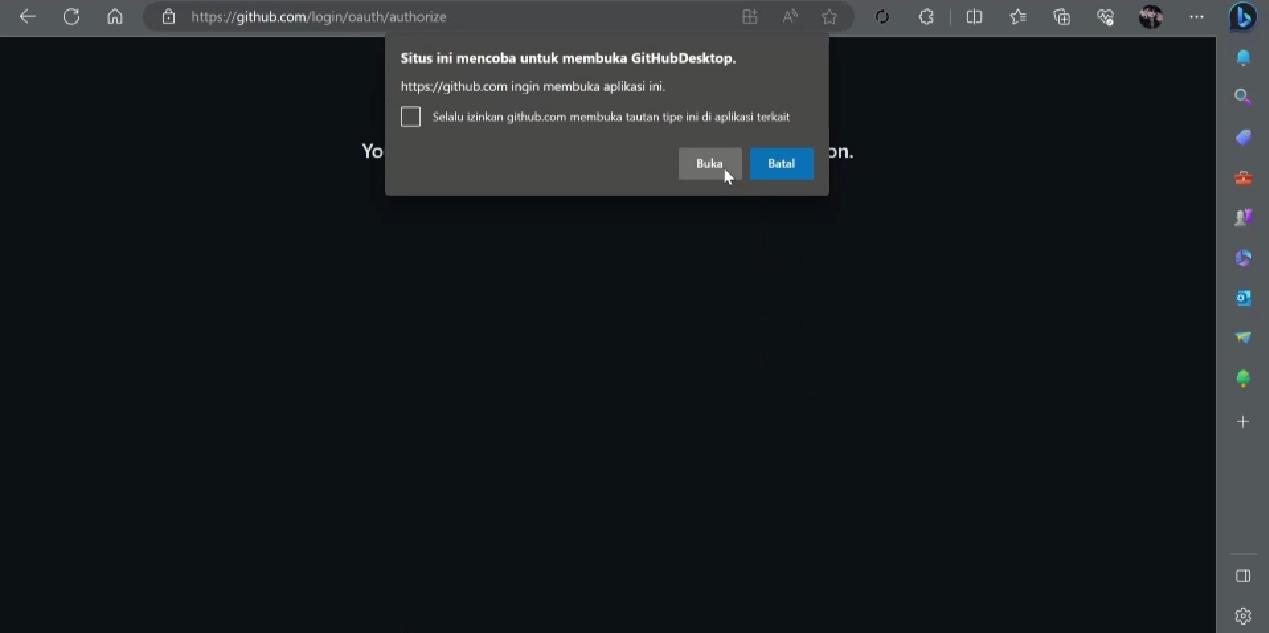 https://github.com/login/oauth/authorize
Situs ini mencoba untuk membuka GitHubDesktop.
https://github.com ingin membuka aplikasi ini.
Selalu izinkan github.com membuka tautan tipe ini di aplikasi terkait
Buka Batal
Yo on.